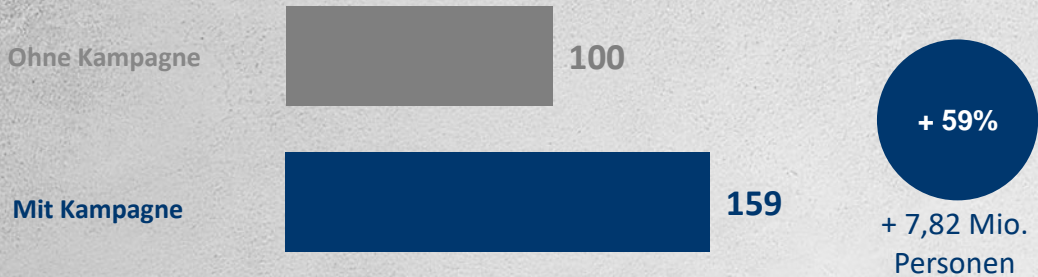 Ohne Kampagne
100
+ 59%
Mit Kampagne
159
+ 7,82 Mio.
Personen